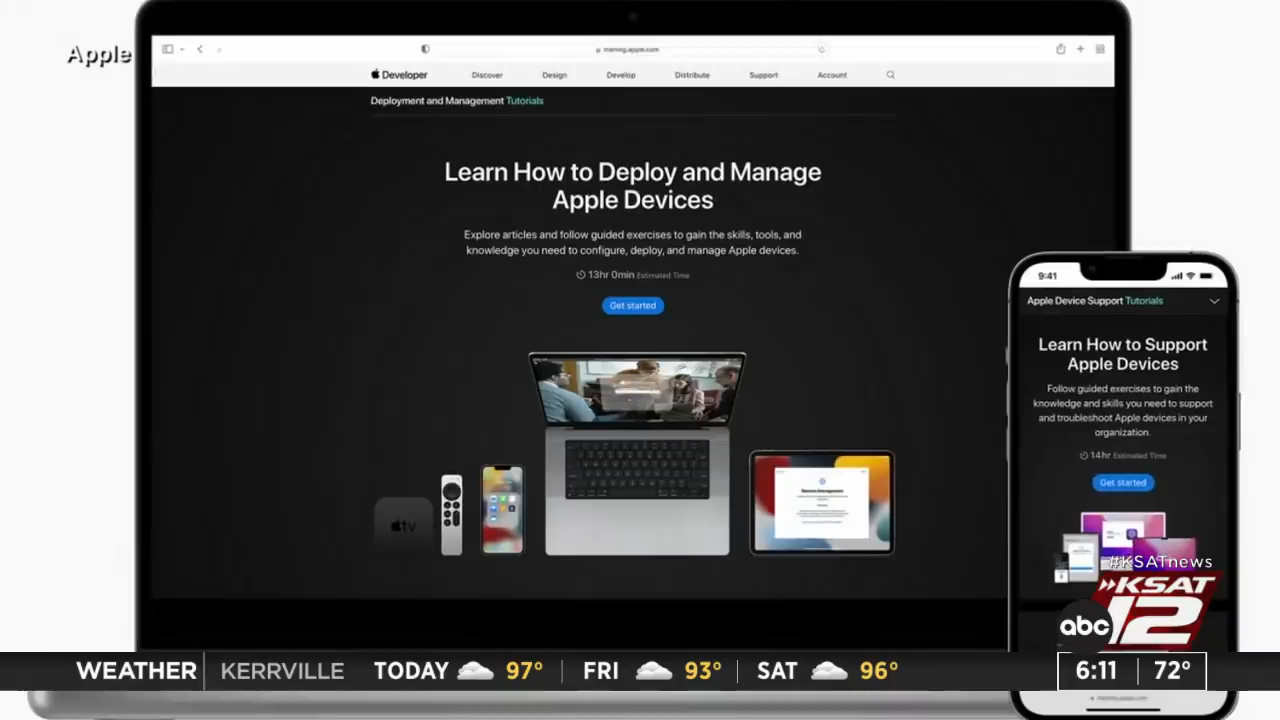 Apple
training.apple.com
Developer
Discover
Design
Develop
Distribute
Support
Account
Deployment and Management Tutorials
Learn How to Deploy and Manage
Apple Devices
Explore articles and follow guided exercises to gain the skills, tools, and
knowledge you need to configure, deploy, and manage Apple devices.
13hr 0min Estimated Time
Get started
tv
9:41
Apple Device Support Tutorials
Learn How to Support
Apple Devices
Follow guided exercises to gain the
knowledge and skills you need to support
and troubleshoot Apple devices in your
organization.
14hr Estimated Time
Get started
#KSATnews
KSAT
12
abc
WEATHER
KERRVILLE
TODAY 97°
FRI 93°
SAT 96°
6:11
72°